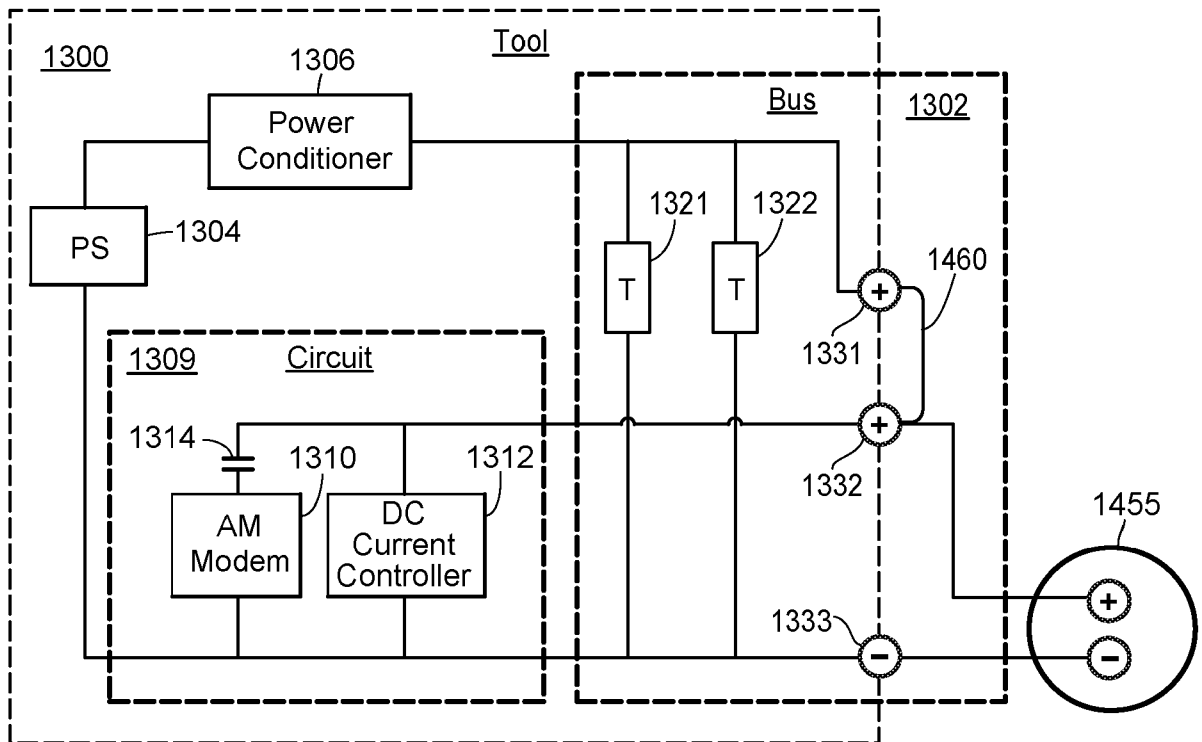 1300
Tool
1306
Power
Conditioner
Bus
1302
PS
1304
1321
1322
T
T
1460
+
1331
1309
Circuit
1314
1310
1312
+
1332
AM
Modem
DC
Current
Controller
1455
1333
+
−
−